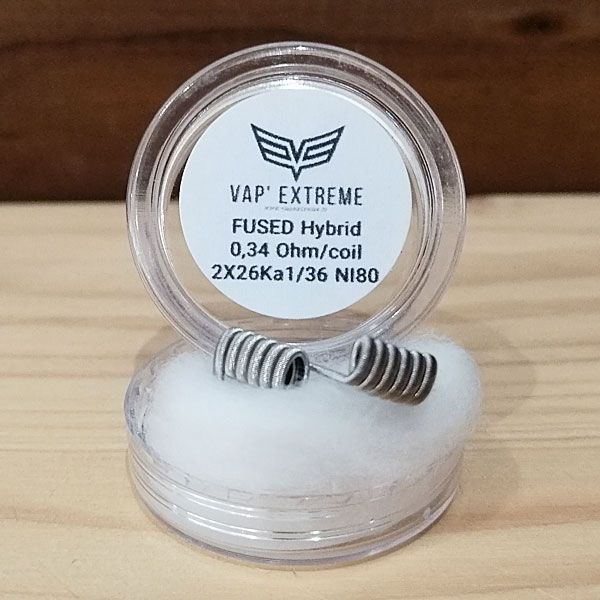 VAP' EXTREME
FUSED Hybrid
0,34 Ohm/coil
2X26Ka1/36 NI80